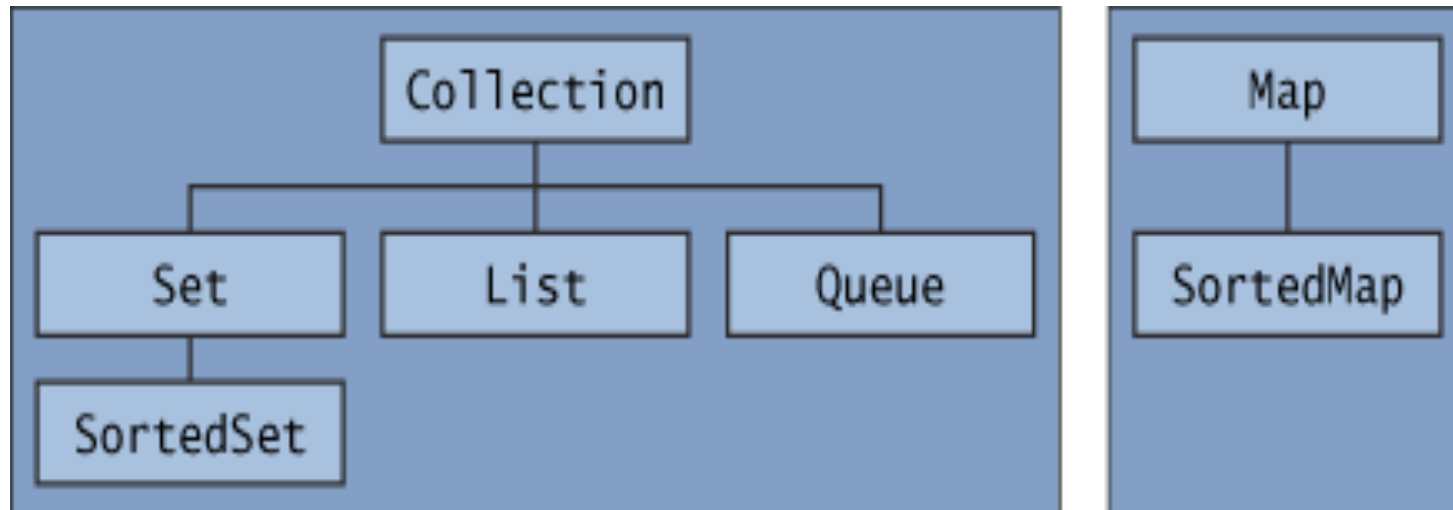 Collection
Map
Set
List
Queue
SortedMap
SortedSet